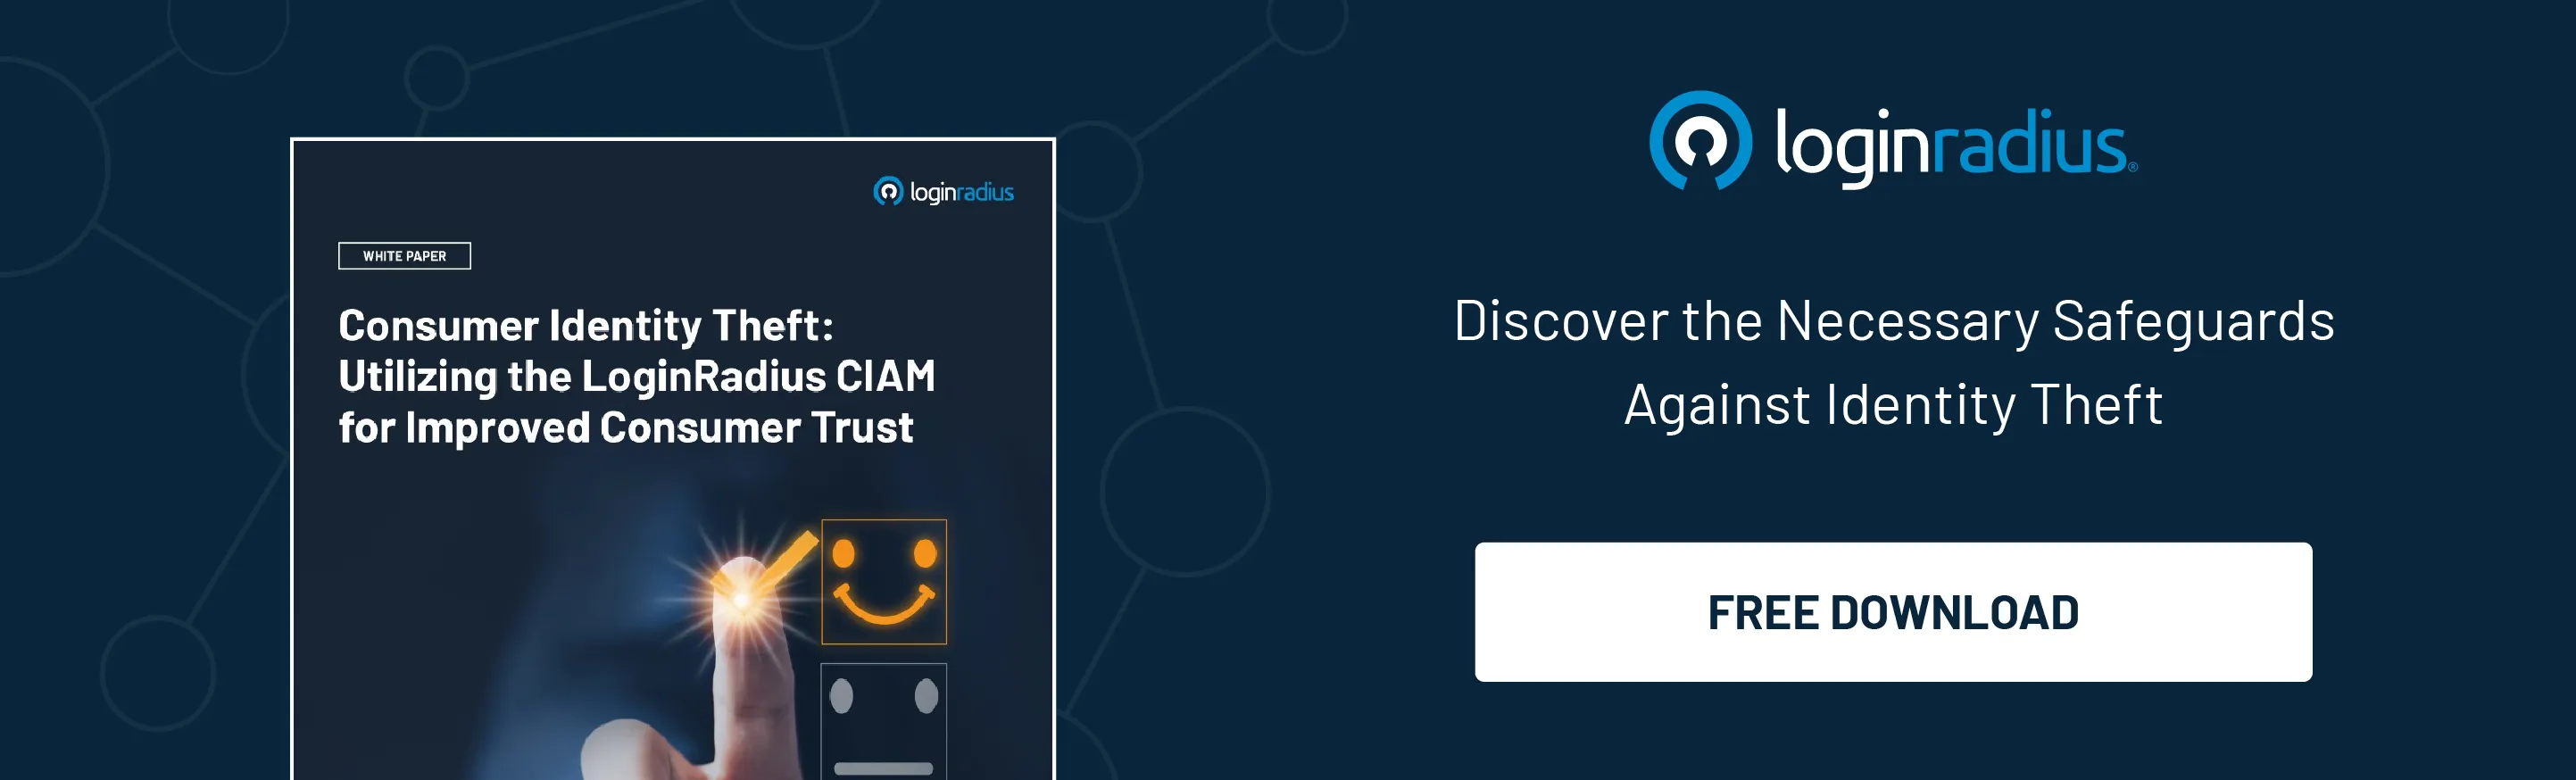 loginradius
WHITE PAPER
Consumer Identity Theft:
Utilizing the LoginRadius CIAM
for Improved Consumer Trust
loginradius®
Discover the Necessary Safeguards
Against Identity Theft
FREE DOWNLOAD